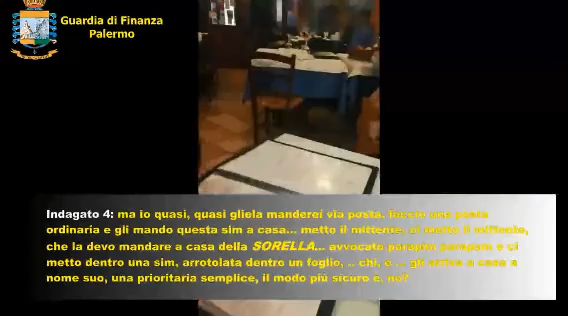 Guardia di Finanza
Palermo
Indagato 4: ma io quasi, quasi gliela manderei via posta. faccio una posta
ordinaria e gli mando questa sim a casa... metto il mittente, ci metto il mittente,
che la devo mandare a casa della SORELLA... avvocato parapim parapam e ci
metto dentro una sim, arrotolata dentro un foglio, .. chi, e ... gli arriva a casa a
nome suo, una prioritaria semplice, il modo più sicuro è, no?